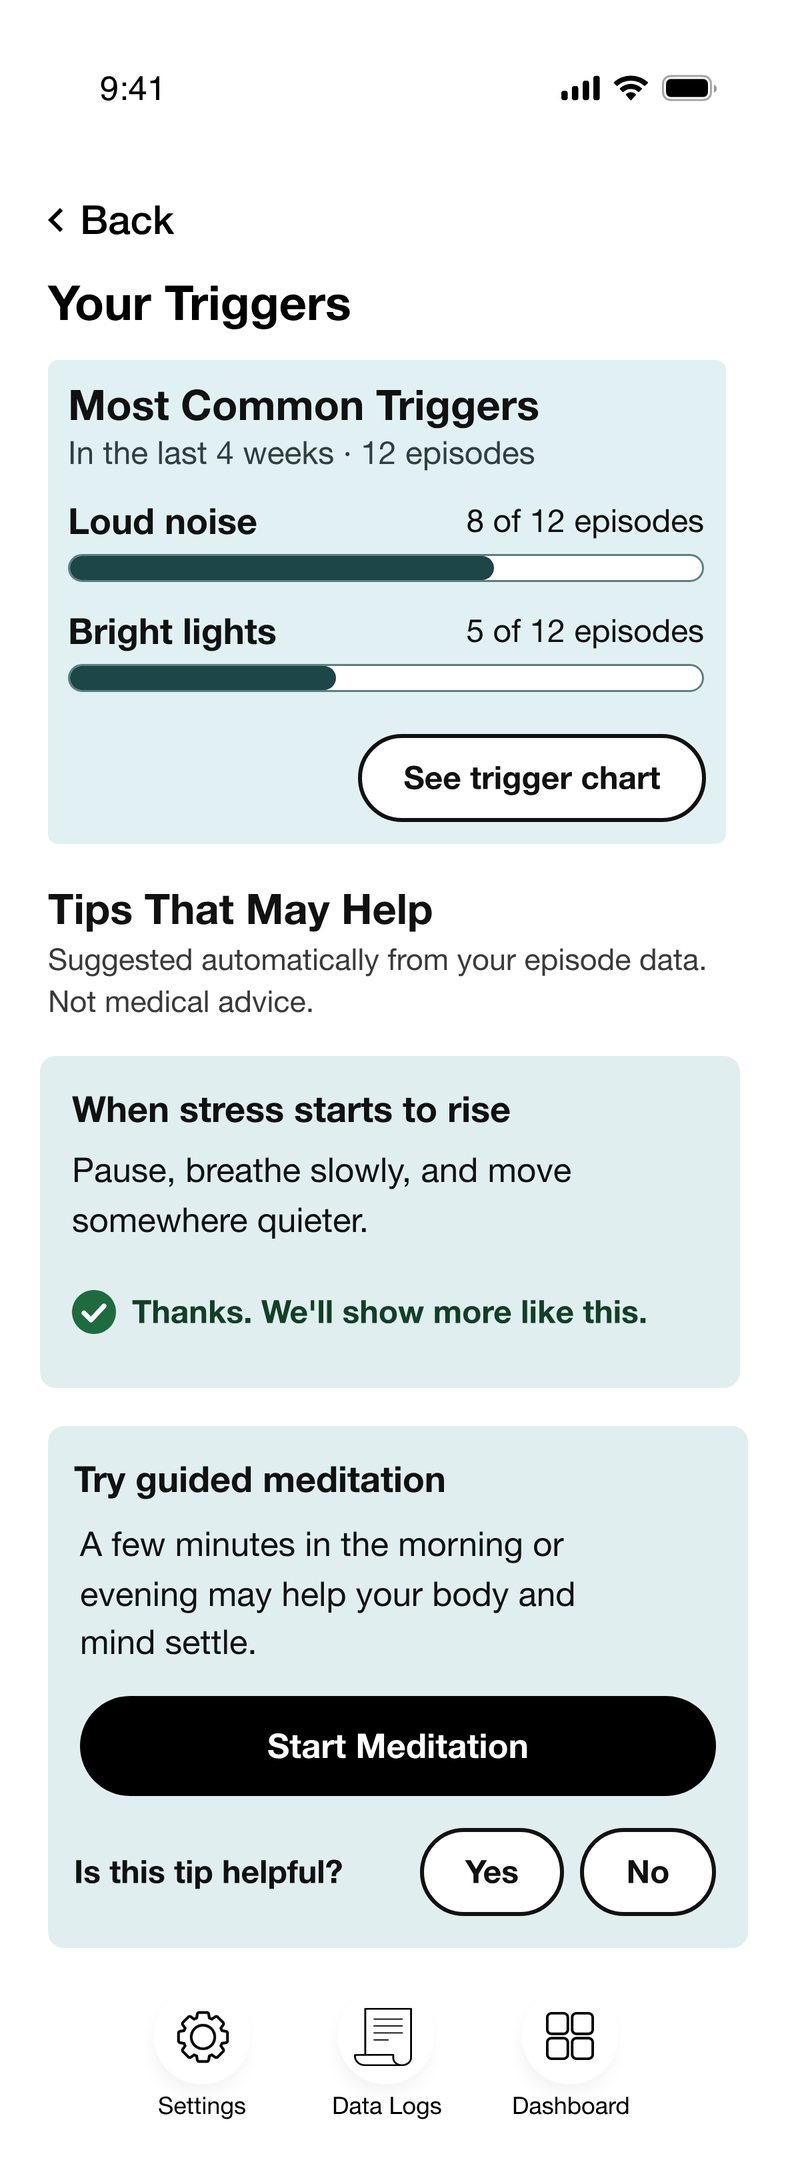 9:41
Back
Your Triggers
Most Common Triggers
In the last 4 weeks · 12 episodes
Loud noise 8 of 12 episodes
Bright lights 5 of 12 episodes
See trigger chart
Tips That May Help
Suggested automatically from your episode data.
Not medical advice.
When stress starts to rise
Pause, breathe slowly, and move
somewhere quieter.
Thanks. We'll show more like this.
Try guided meditation
A few minutes in the morning or
evening may help your body and
mind settle.
Start Meditation
Is this tip helpful? Yes No
Settings Data Logs Dashboard